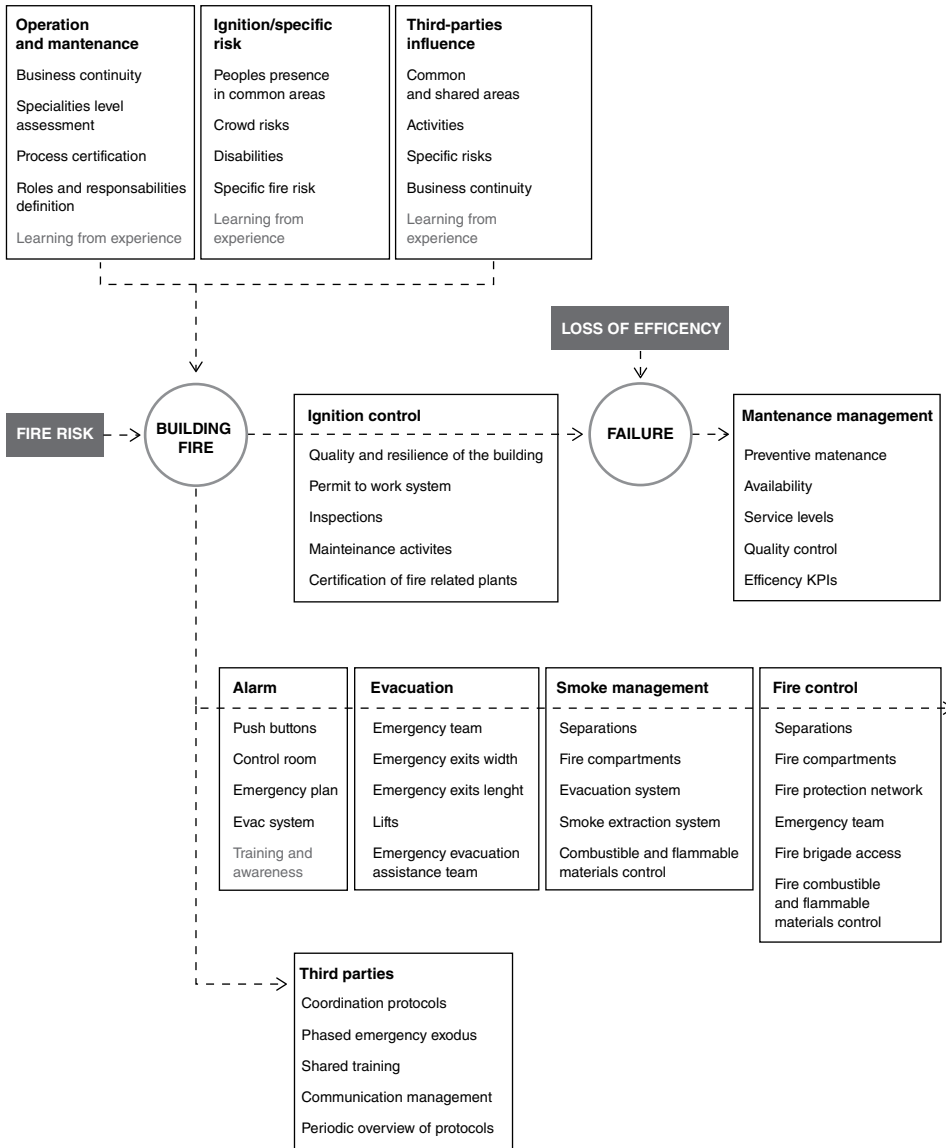 Operation
and mantenance
Business continuity
Specialities level
assessment
Process certification
Roles and responsabilities
definition
Learning from experience
Ignition/specific
risk
Peoples presence
in common areas
Crowd risks
Disabilities
Specific fire risk
Learning from
experience
Third-parties
influence
Common
and shared areas
Activities
Specific risks
Business continuity
Learning from
experience
LOSS OF EFFICENCY
FIRE RISK
BUILDING
FIRE
Ignition control
Quality and resilience of the building
Permit to work system
Inspections
Mainteinance activites
Certification of fire related plants
FAILURE
Mantenance management
Preventive matenance
Availability
Service levels
Quality control
Efficency KPIs
Alarm
Push buttons
Control room
Emergency plan
Evac system
Training and
awareness
Evacuation
Emergency team
Emergency exits width
Emergency exits lenght
Lifts
Emergency evacuation
assistance team
Smoke management
Separations
Fire compartments
Evacuation system
Smoke extraction system
Combustible and flammable
materials control
Fire control
Separations
Fire compartments
Fire protection network
Emergency team
Fire brigade access
Fire combustible
and flammable
materials control
Third parties
Coordination protocols
Phased emergency exodus
Shared training
Communication management
Periodic overview of protocols